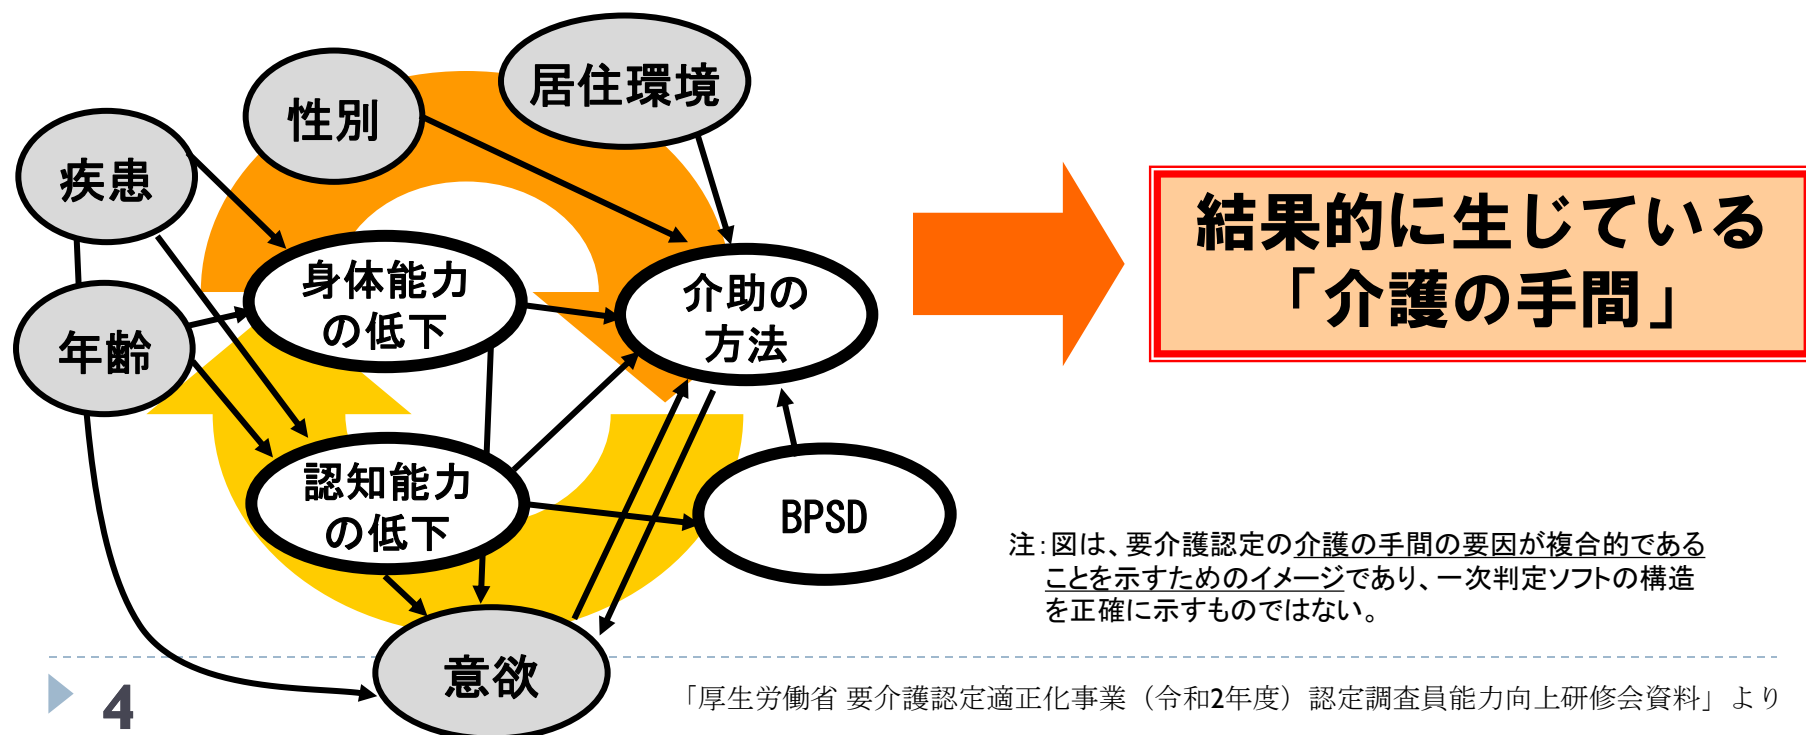 居住環境
性別
疾患
身体能力
の低下
介助の
方法
年齢
認知能力
の低下
BPSD
意欲
結果的に生じている
「介護の手間」
注：図は、要介護認定の介護の手間の要因が複合的である
ことを示すためのイメージであり、一次判定ソフトの構造
を正確に示すものではない。
4
「厚生労働省 要介護認定適正化事業（令和2年度）認定調査員能力向上研修会資料」より